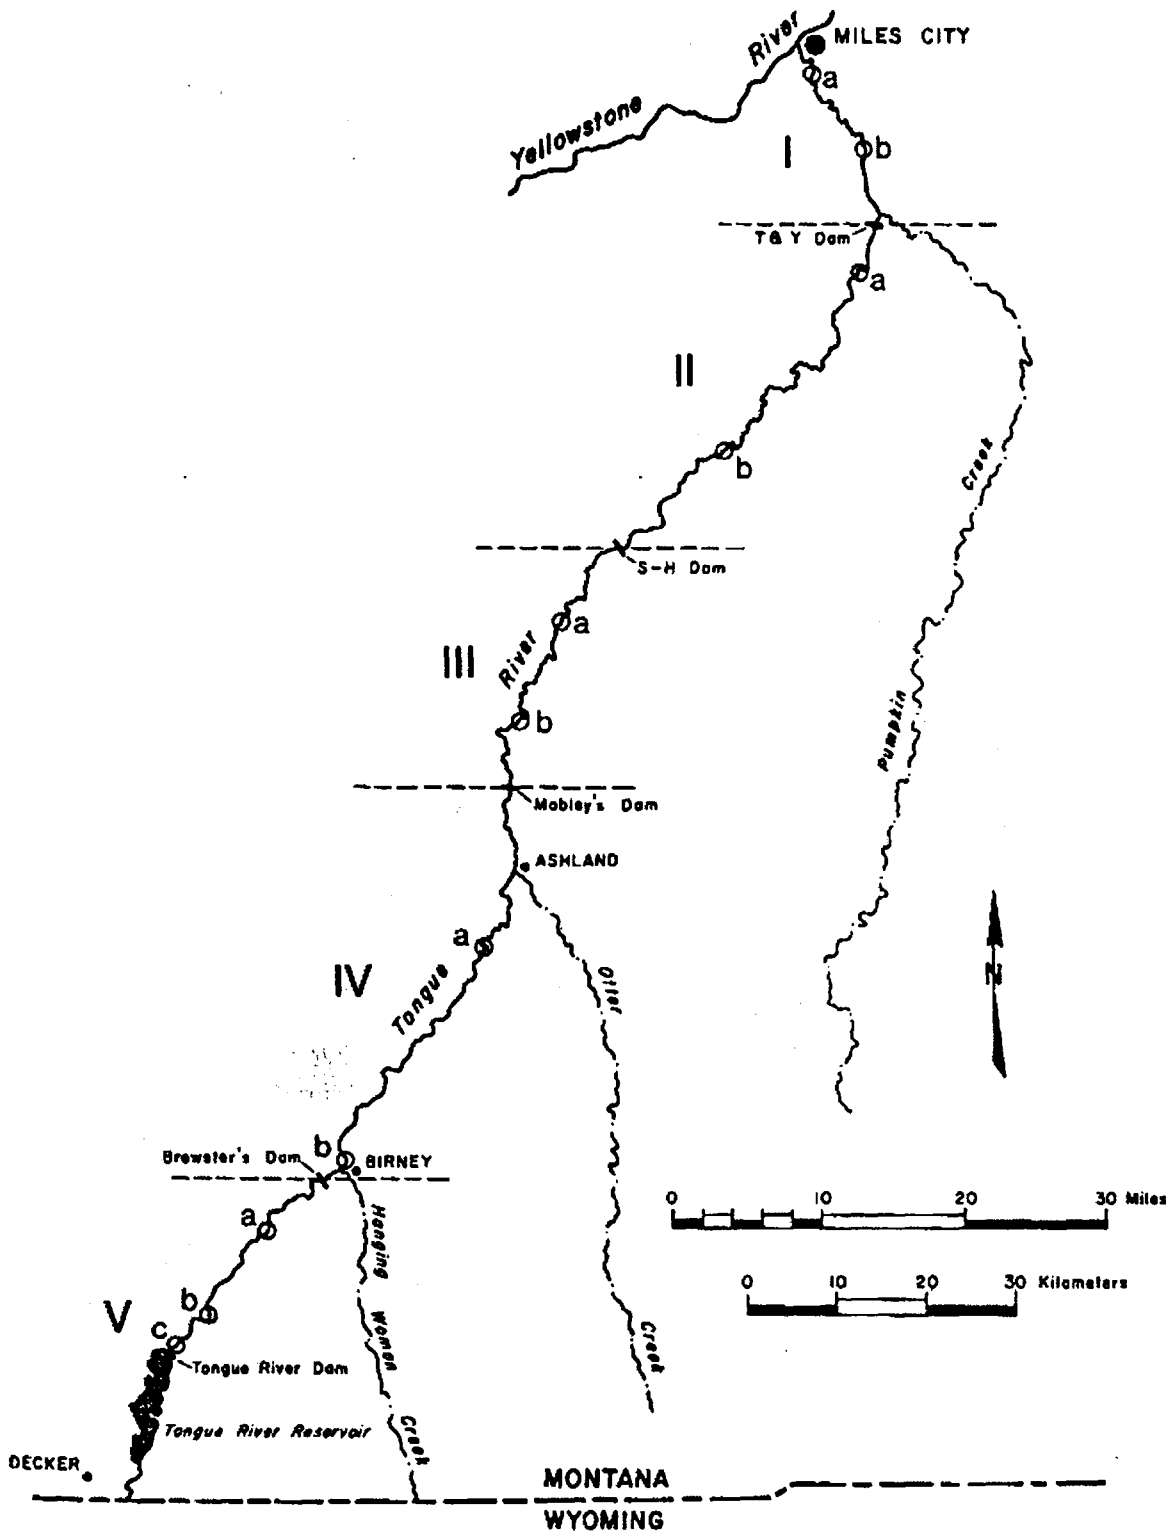 MILES CITY
River
Yellowstone
a
I
b
T & Y Dam
a
II
b
Creek
S-H Dam
a
III
River
b
Pumpkin
Mobley's Dam
ASHLAND
a
IV
Tongue
Otter
N
b
Brewster's Dam
BIRNEY
0 10 20 30 Miles
a
Hanging
0 10 20 30 Kilometers
b
V
c
Woman
Creek
Tongue River Dam
Tongue River Reservoir
Creek
DECKER
MONTANA
WYOMING